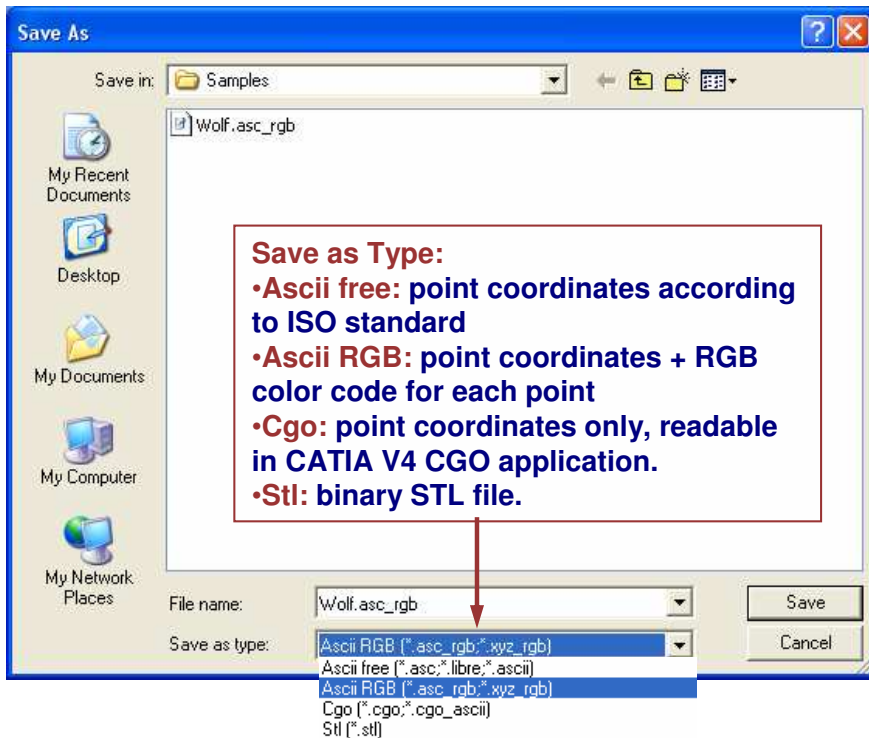 Save As
Save in:
Samples
Wolf.asc_rgb
My Recent
Documents
Desktop
My Documents
My Computer
My Network
Places
Save as Type:
•Ascii free: point coordinates according
to ISO standard
•Ascii RGB: point coordinates + RGB
color code for each point
•Cgo: point coordinates only, readable
in CATIA V4 CGO application.
•Stl: binary STL file.
File name:
Wolf.asc_rgb
Save
Save as type:
Ascii RGB (*.asc_rgb;*.xyz_rgb)
Cancel
Ascii free (*.asc;*.libre;*.ascii)
Ascii RGB (*.asc_rgb;*.xyz_rgb)
Cgo (*.cgo;*.cgo_ascii)
Stl (*.stl)